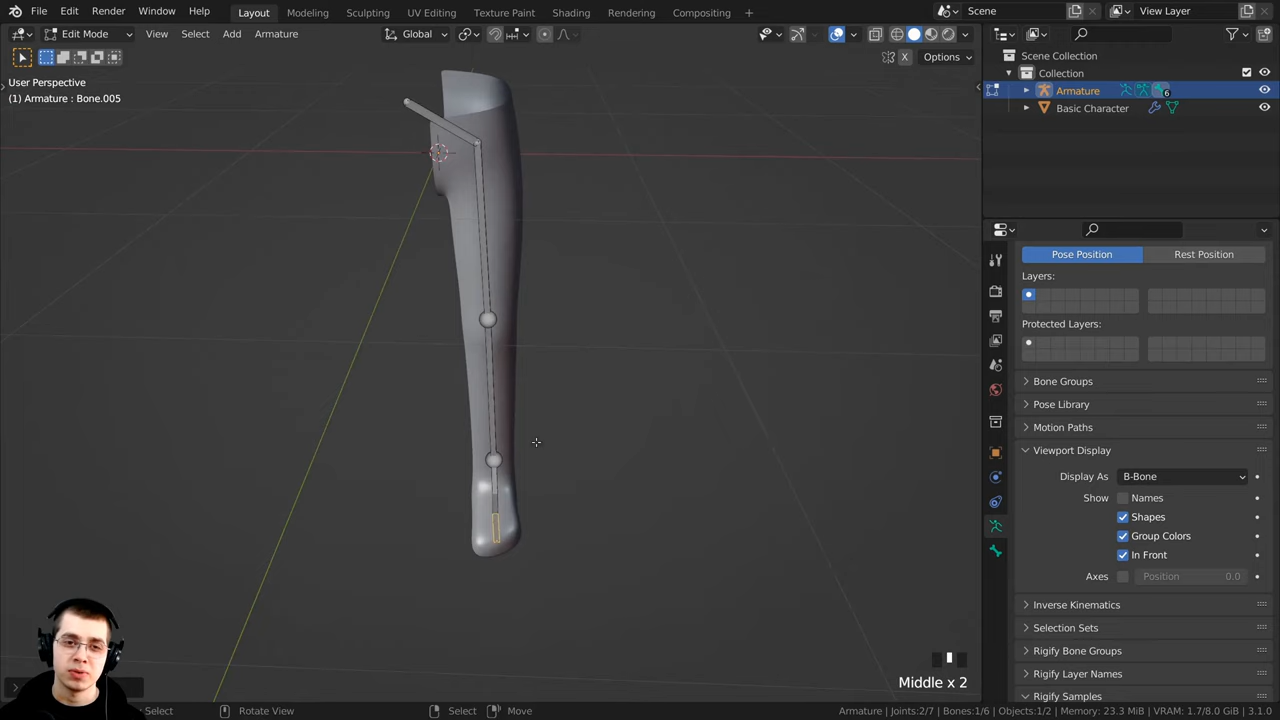 File Edit Render Window Help Layout Modeling Sculpting UV Editing Texture Paint Shading Rendering Compositing + Scene View Layer
Edit Mode View Select Add Armature Global
X Options
User Perspective
(1) Armature : Bone.005
Scene Collection
Collection
Armature 6
Basic Character
Pose Position Rest Position
Layers:
Protected Layers:
Bone Groups
Pose Library
Motion Paths
Viewport Display
Display As B-Bone
Show Names
Shapes
Group Colors
In Front
Axes Position 0.0
Inverse Kinematics
Selection Sets
Rigify Bone Groups
Rigify Layer Names
Rigify Samples
Middle x 2
Select Rotate View Select Move Armature | Joints:2/7 | Bones:1/6 | Objects:1/2 | Memory: 23.3 MiB | VRAM: 1.7/8.0 GiB | 3.1.0